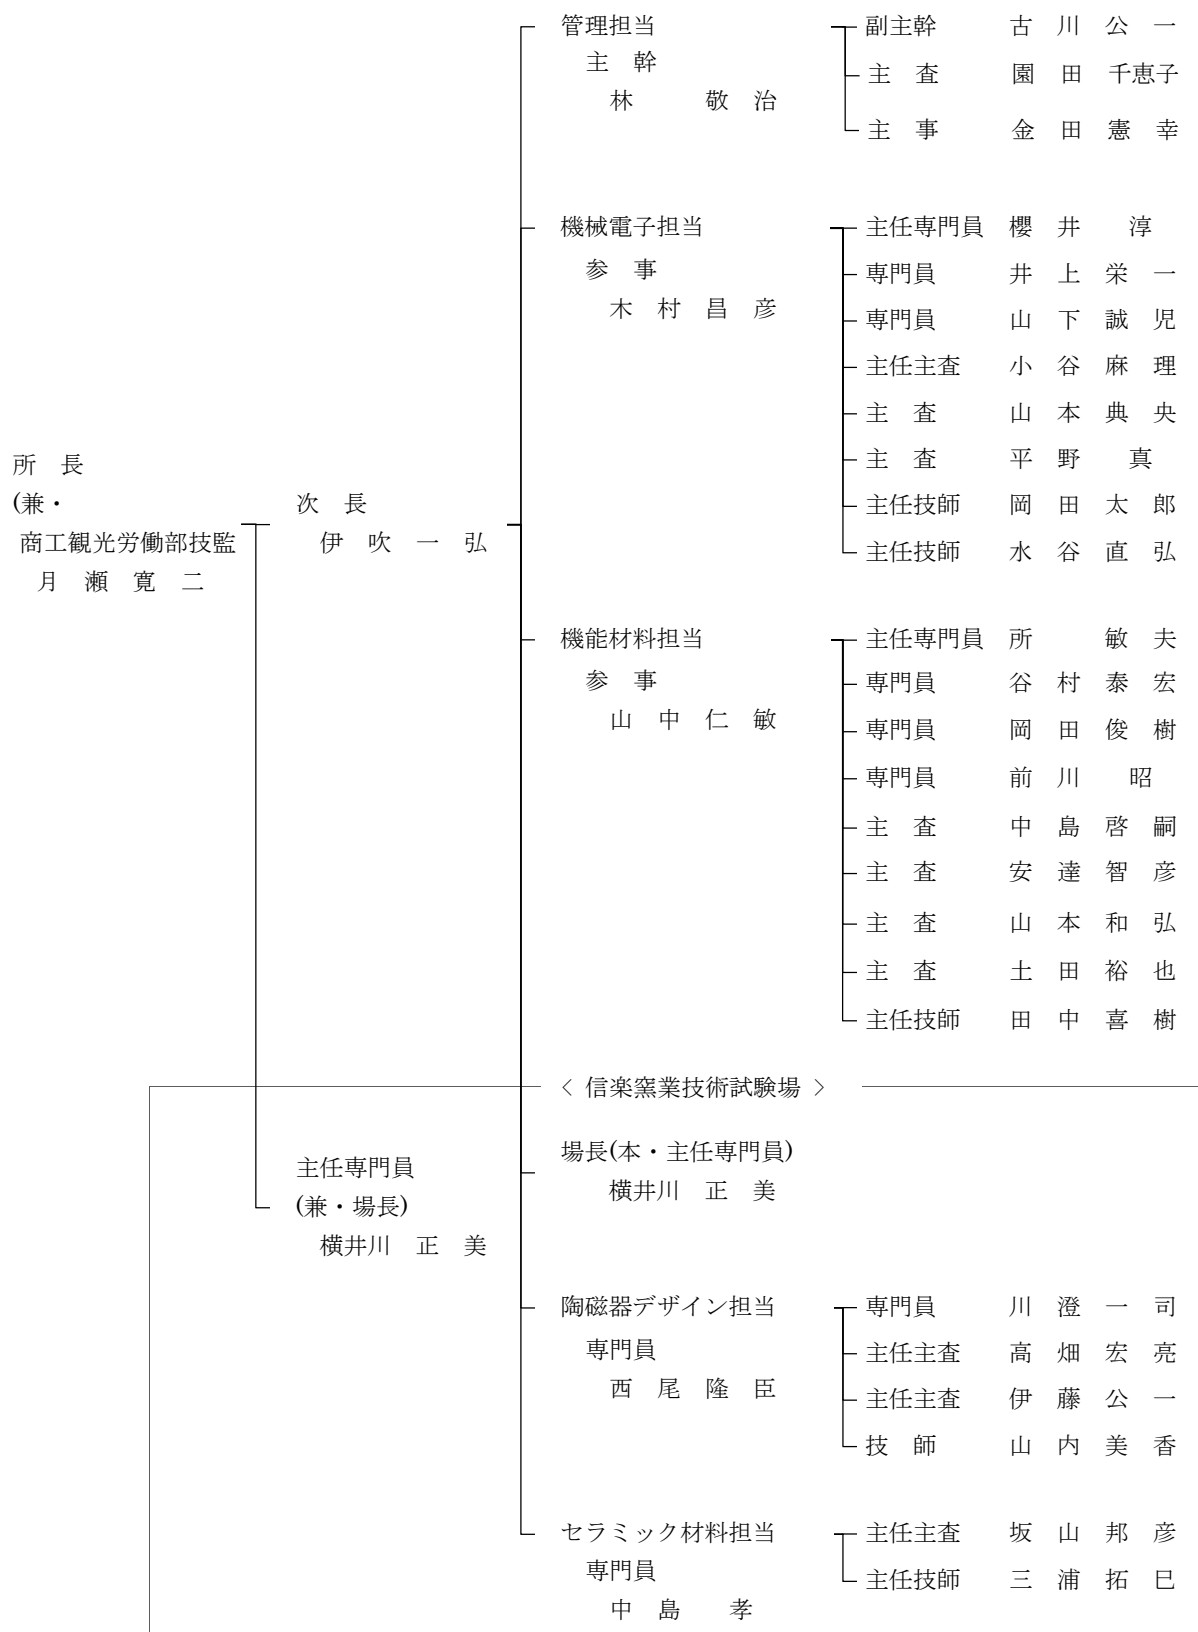 所 長
(兼・
商工観光労働部技監
月 瀬 寛 二
次 長
伊 吹 一 弘
主任専門員
(兼・場長)
横井川 正 美
管理担当
主 幹
林 敬 治
副主幹 古 川 公 一
主 査 園 田 千恵子
主 事 金 田 憲 幸
機械電子担当
参 事
木 村 昌 彦
主任専門員 櫻 井 淳
専門員 井 上 栄 一
専門員 山 下 誠 児
主任主査 小 谷 麻 理
主 査 山 本 典 央
主 査 平 野 真
主任技師 岡 田 太 郎
主任技師 水 谷 直 弘
機能材料担当
参 事
山 中 仁 敏
主任専門員 所 敏 夫
専門員 谷 村 泰 宏
専門員 岡 田 俊 樹
専門員 前 川 昭
主 査 中 島 啓 嗣
主 査 安 達 智 彦
主 査 山 本 和 弘
主 査 土 田 裕 也
主任技師 田 中 喜 樹
〈 信楽窯業技術試験場 〉
場長(本・主任専門員)
横井川 正 美
陶磁器デザイン担当
専門員
西 尾 隆 臣
専門員 川 澄 一 司
主任主査 高 畑 宏 亮
主任主査 伊 藤 公 一
技 師 山 内 美 香
セラミック材料担当
専門員
中 島 孝
主任主査 坂 山 邦 彦
主任技師 三 浦 拓 巳